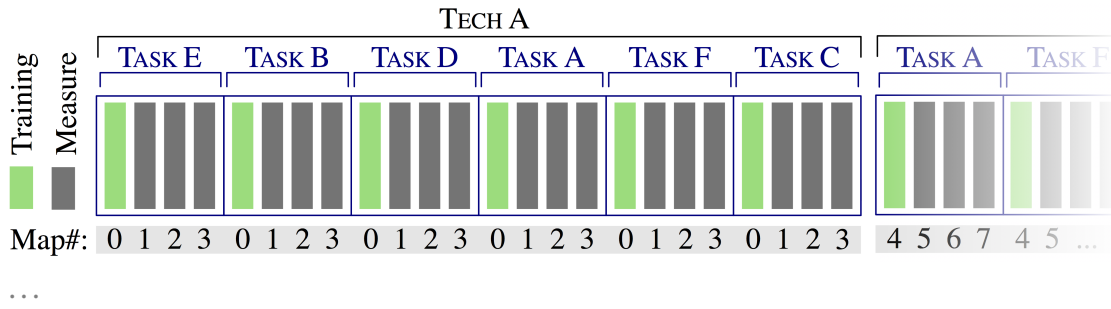 TECH A
TASK E TASK B TASK D TASK A TASK F TASK C TASK A TASK F
Training
Measure
Map#: 0 1 2 3 0 1 2 3 0 1 2 3 0 1 2 3 0 1 2 3 0 1 2 3 4 5 6 7 4 5 ...
...